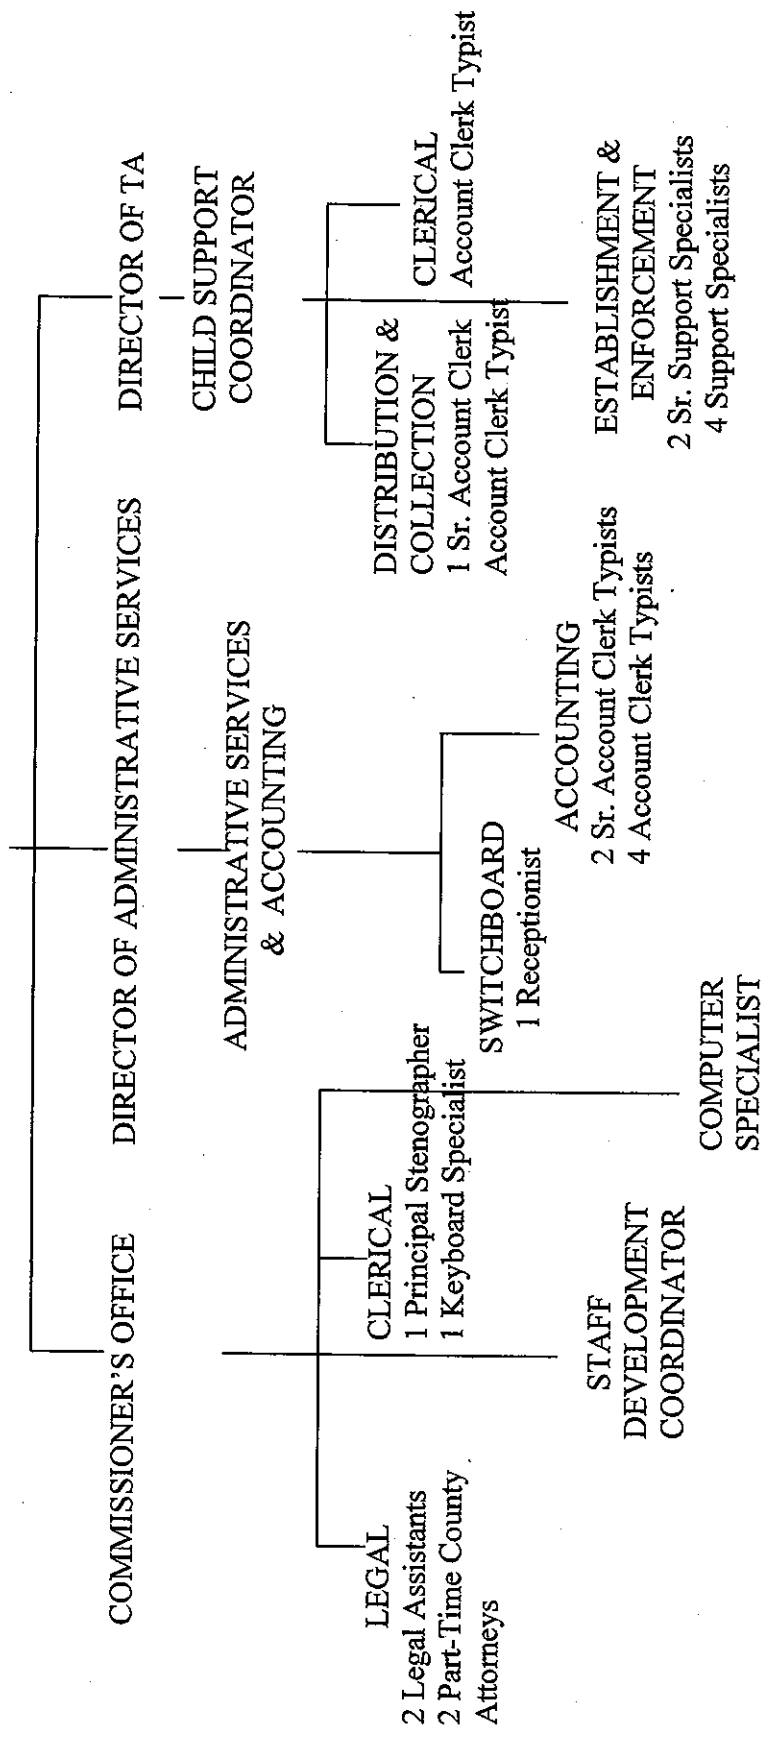 COMMISSIONER'S OFFICE
DIRECTOR OF ADMINISTRATIVE SERVICES
DIRECTOR OF TA
CHILD SUPPORT
COORDINATOR
ADMINISTRATIVE SERVICES
& ACCOUNTING
LEGAL
2 Legal Assistants
2 Part-Time County
Attorneys
CLERICAL
1 Principal Stenographer
1 Keyboard Specialist
STAFF
DEVELOPMENT
COORDINATOR
COMPUTER
SPECIALIST
SWITCHBOARD
1 Receptionist
ACCOUNTING
2 Sr. Account Clerk Typists
4 Account Clerk Typists
DISTRIBUTION &
COLLECTION
1 Sr. Account Clerk
Account Clerk Typist
CLERICAL
Account Clerk Typist
ESTABLISHMENT &
ENFORCEMENT
2 Sr. Support Specialists
4 Support Specialists